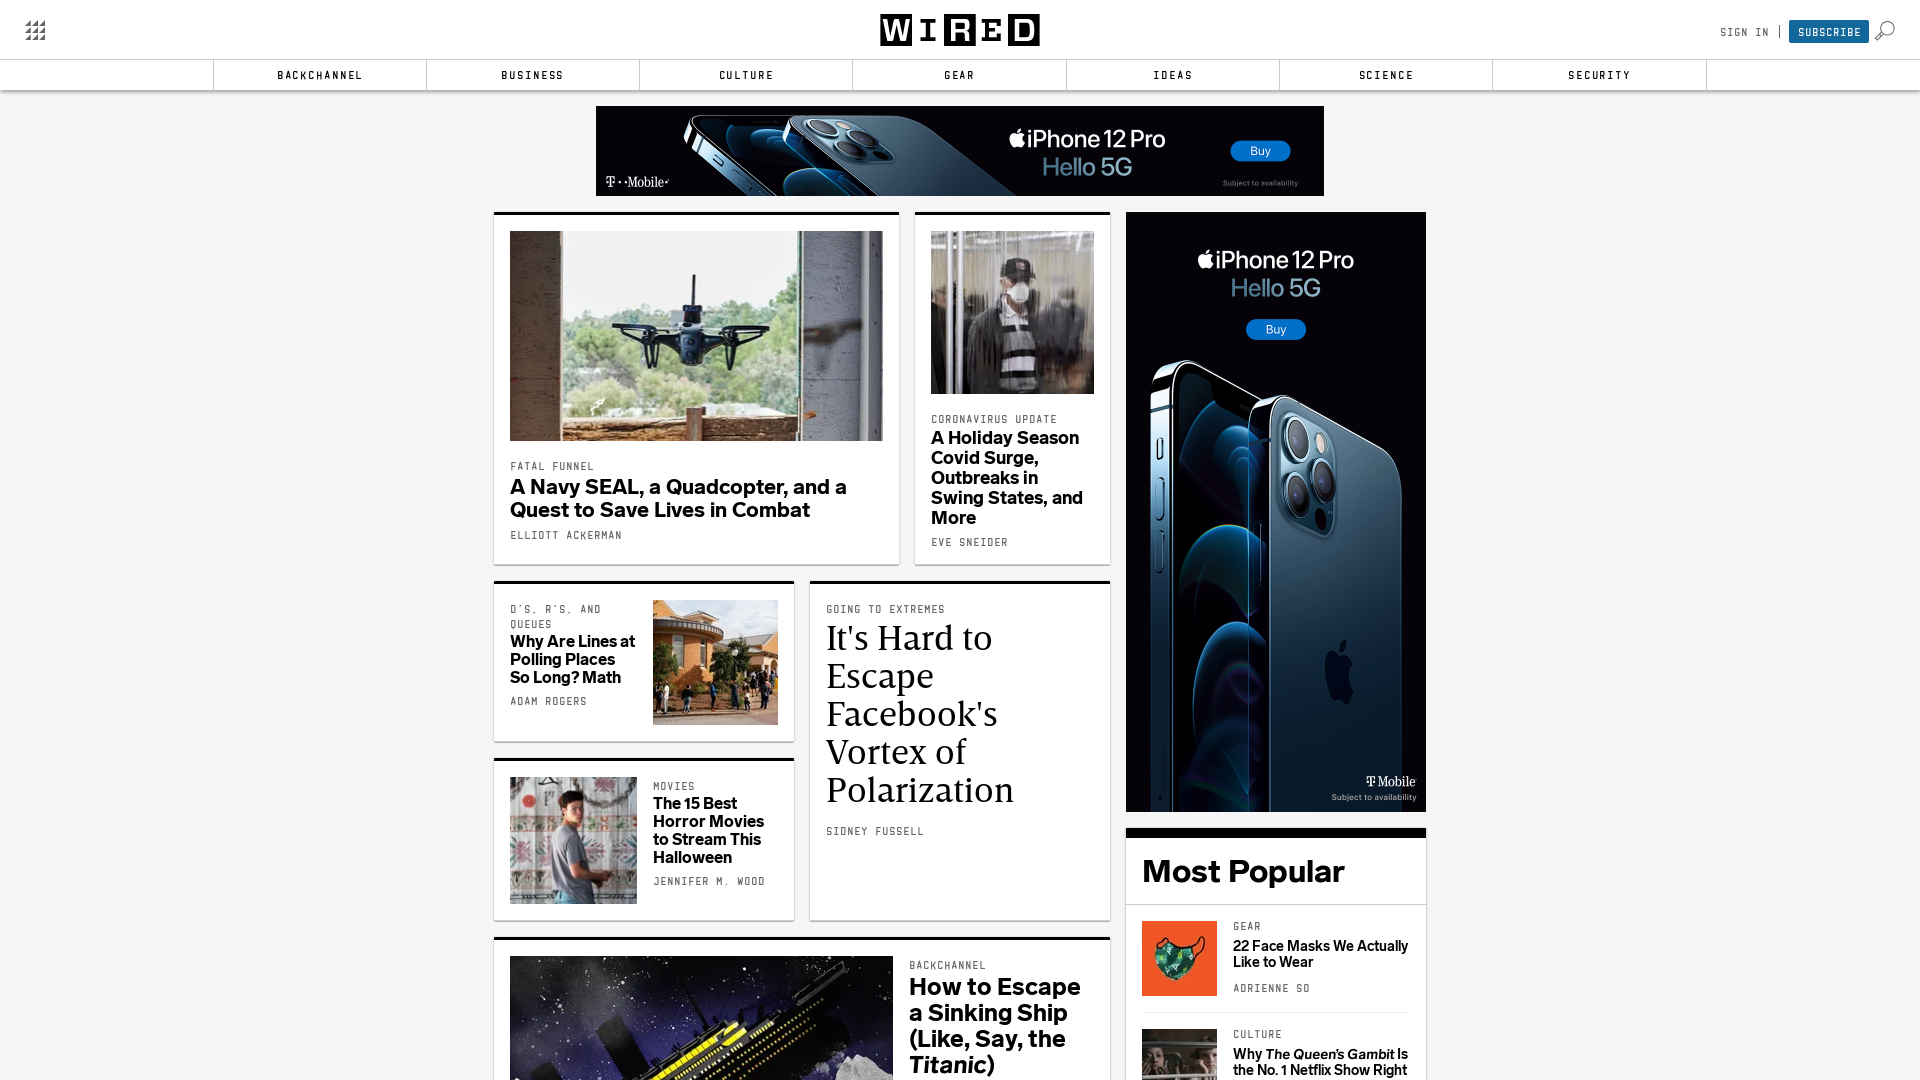 WIRED
SIGN IN
SUBSCRIBE
BACKCHANNEL
BUSINESS
CULTURE
GEAR
IDEAS
SCIENCE
SECURITY
iPhone 12 Pro
Hello 5G
Buy
T-Mobile
Subject to availability
FATAL FUNNEL
A Navy SEAL, a Quadcopter, and a
Quest to Save Lives in Combat
ELLIOTT ACKERMAN
CORONAVIRUS UPDATE
A Holiday Season
Covid Surge,
Outbreaks in
Swing States, and
More
EVE SNEIDER
iPhone 12 Pro
Hello 5G
Buy
T Mobile
Subject to availability
D'S, R'S, AND
QUEUES
Why Are Lines at
Polling Places
So Long? Math
ADAM ROGERS
GOING TO EXTREMES
It's Hard to
Escape
Facebook's
Vortex of
Polarization
SIDNEY FUSSELL
MOVIES
The 15 Best
Horror Movies
to Stream This
Halloween
JENNIFER M. WOOD
BACKCHANNEL
How to Escape
a Sinking Ship
(Like, Say, the
Titanic)
Most Popular
GEAR
22 Face Masks We Actually
Like to Wear
ADRIENNE SO
CULTURE
Why The Queen's Gambit Is
the No. 1 Netflix Show Right